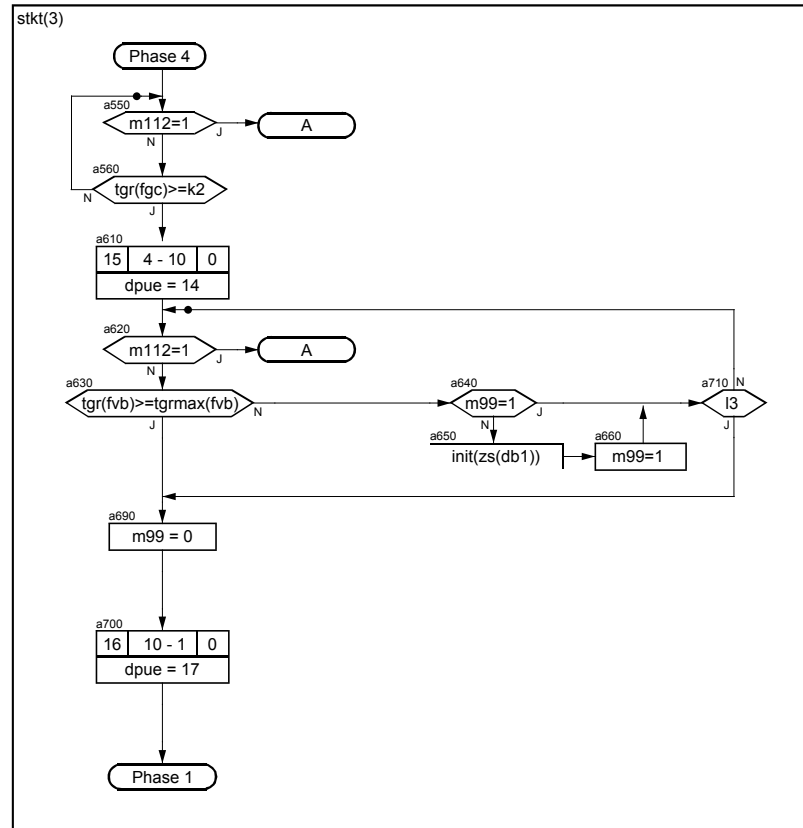 stkt(3)
Phase 4
a550
m112=1
J
A
N
a560
tgr(fgc)>=k2
N
J
a610
15 4 - 10 0
dpue = 14
a620
m112=1
J
A
N
a630
tgr(fvb)>=tgrmax(fvb)
N
J
a640
m99=1
J
N
a650
init(zs(db1))
a660
m99=1
a710
N
l3
J
a690
m99 = 0
a700
16 10 - 1 0
dpue = 17
Phase 1